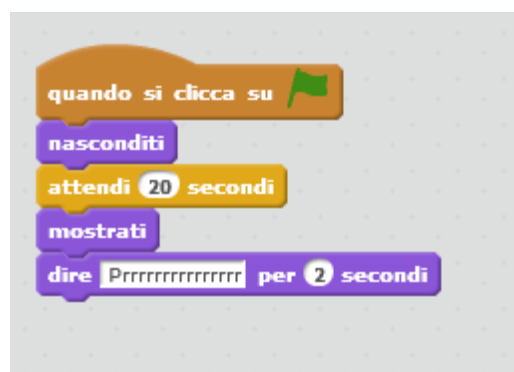 quando si clicca su
nasconditi
attendi 20 secondi
mostrati
dire Prrrrrrrrrrrrrrr per 2 secondi